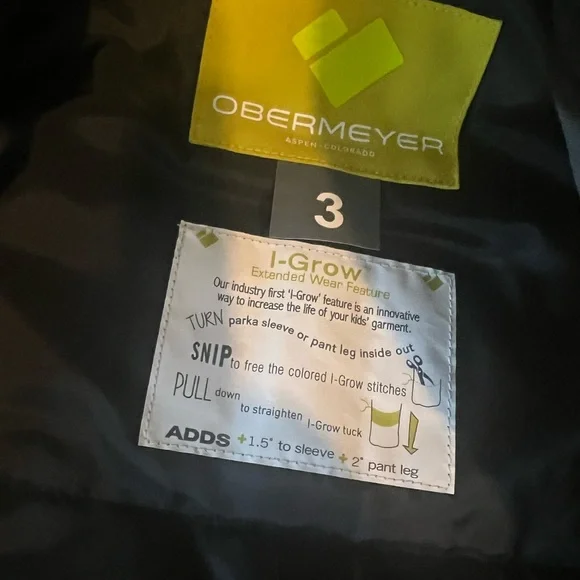 OBERMEYER
ASPEN · COLORADO
3
I-GROW
Extended Wear Feature
Our industry first 'I-Grow' feature is an innovative
way to increase the life of your kids' garment.
TURN parka sleeve or pant leg inside out
SNIP to free the colored I-Grow stitches
PULL down
to straighten I-Grow tuck
ADDS +1.5" to sleeve + 2" pant leg